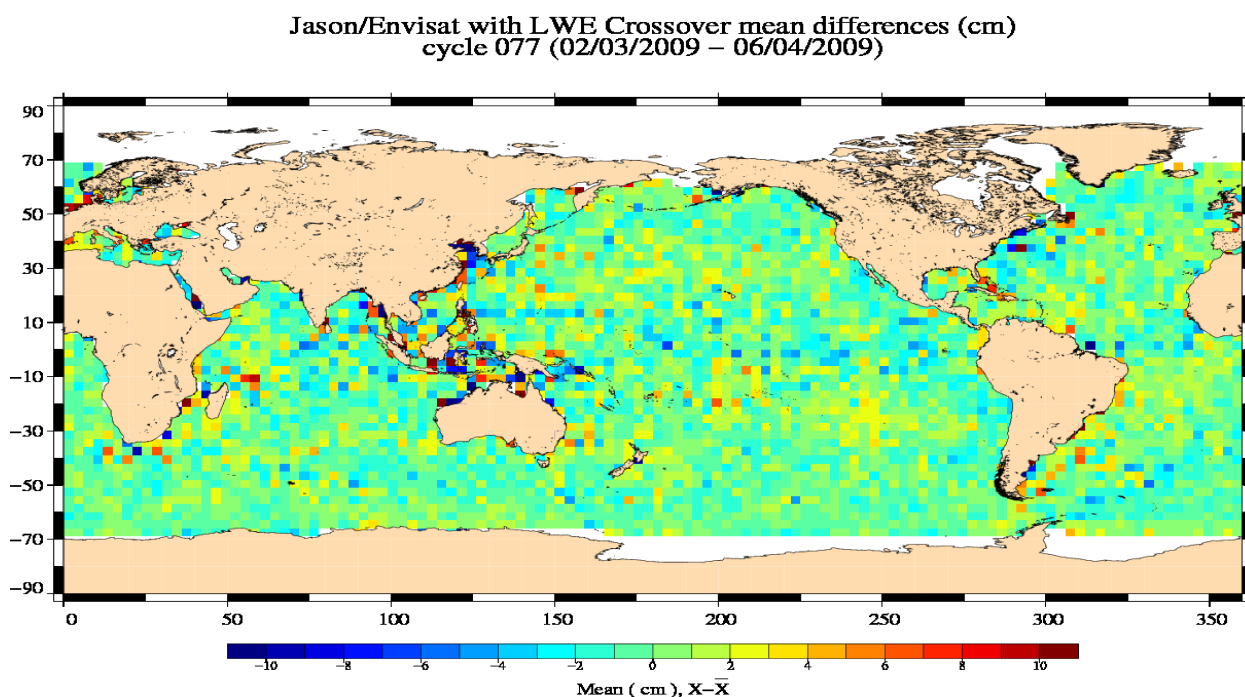 Jason/Envisat with LWE Crossover mean differences (cm)
cycle 077 (02/03/2009 – 06/04/2009)
90
70
50
30
10
−10
−30
−50
−70
−90
0 50 100 150 200 250 300 350
−10 −8 −6 −4 −2 0 2 4 6 8 10
Mean ( cm ), X−X̅